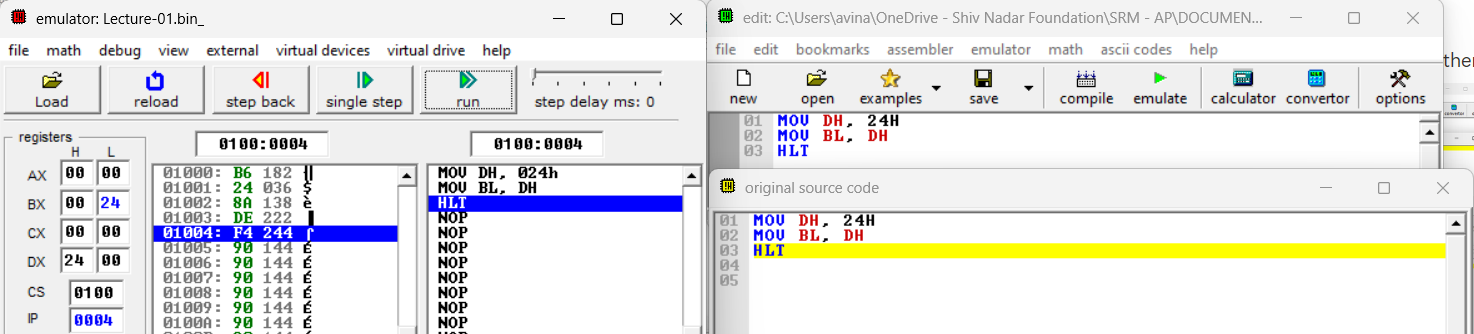 emulator: Lecture-01.bin_
file math debug view external virtual devices virtual drive help
Load reload step back single step run step delay ms: 0
registers
H L
AX 00 00
BX 00 24
CX 00 00
DX 24 00
CS 0100
IP 0004
0100:0004
0100:0004
01000: B6 182 ╢
01001: 24 036 $
01002: 8A 138 è
01003: DE 222 ▐
01004: F4 244 ⌠
01005: 90 144 É
01006: 90 144 É
01007: 90 144 É
01008: 90 144 É
01009: 90 144 É
0100A: 90 144 É
MOV DH, 024h
MOV BL, DH
HLT
NOP
NOP
NOP
NOP
NOP
NOP
NOP
NOP
edit: C:\Users\avina\OneDrive - Shiv Nadar Foundation\SRM - AP\DOCUMEN...
file edit bookmarks assembler emulator math ascii codes help
new open examples save compile emulate calculator convertor options
01 MOV DH, 24H
02 MOV BL, DH
03 HLT
original source code
01 MOV DH, 24H
02 MOV BL, DH
03 HLT
04
05